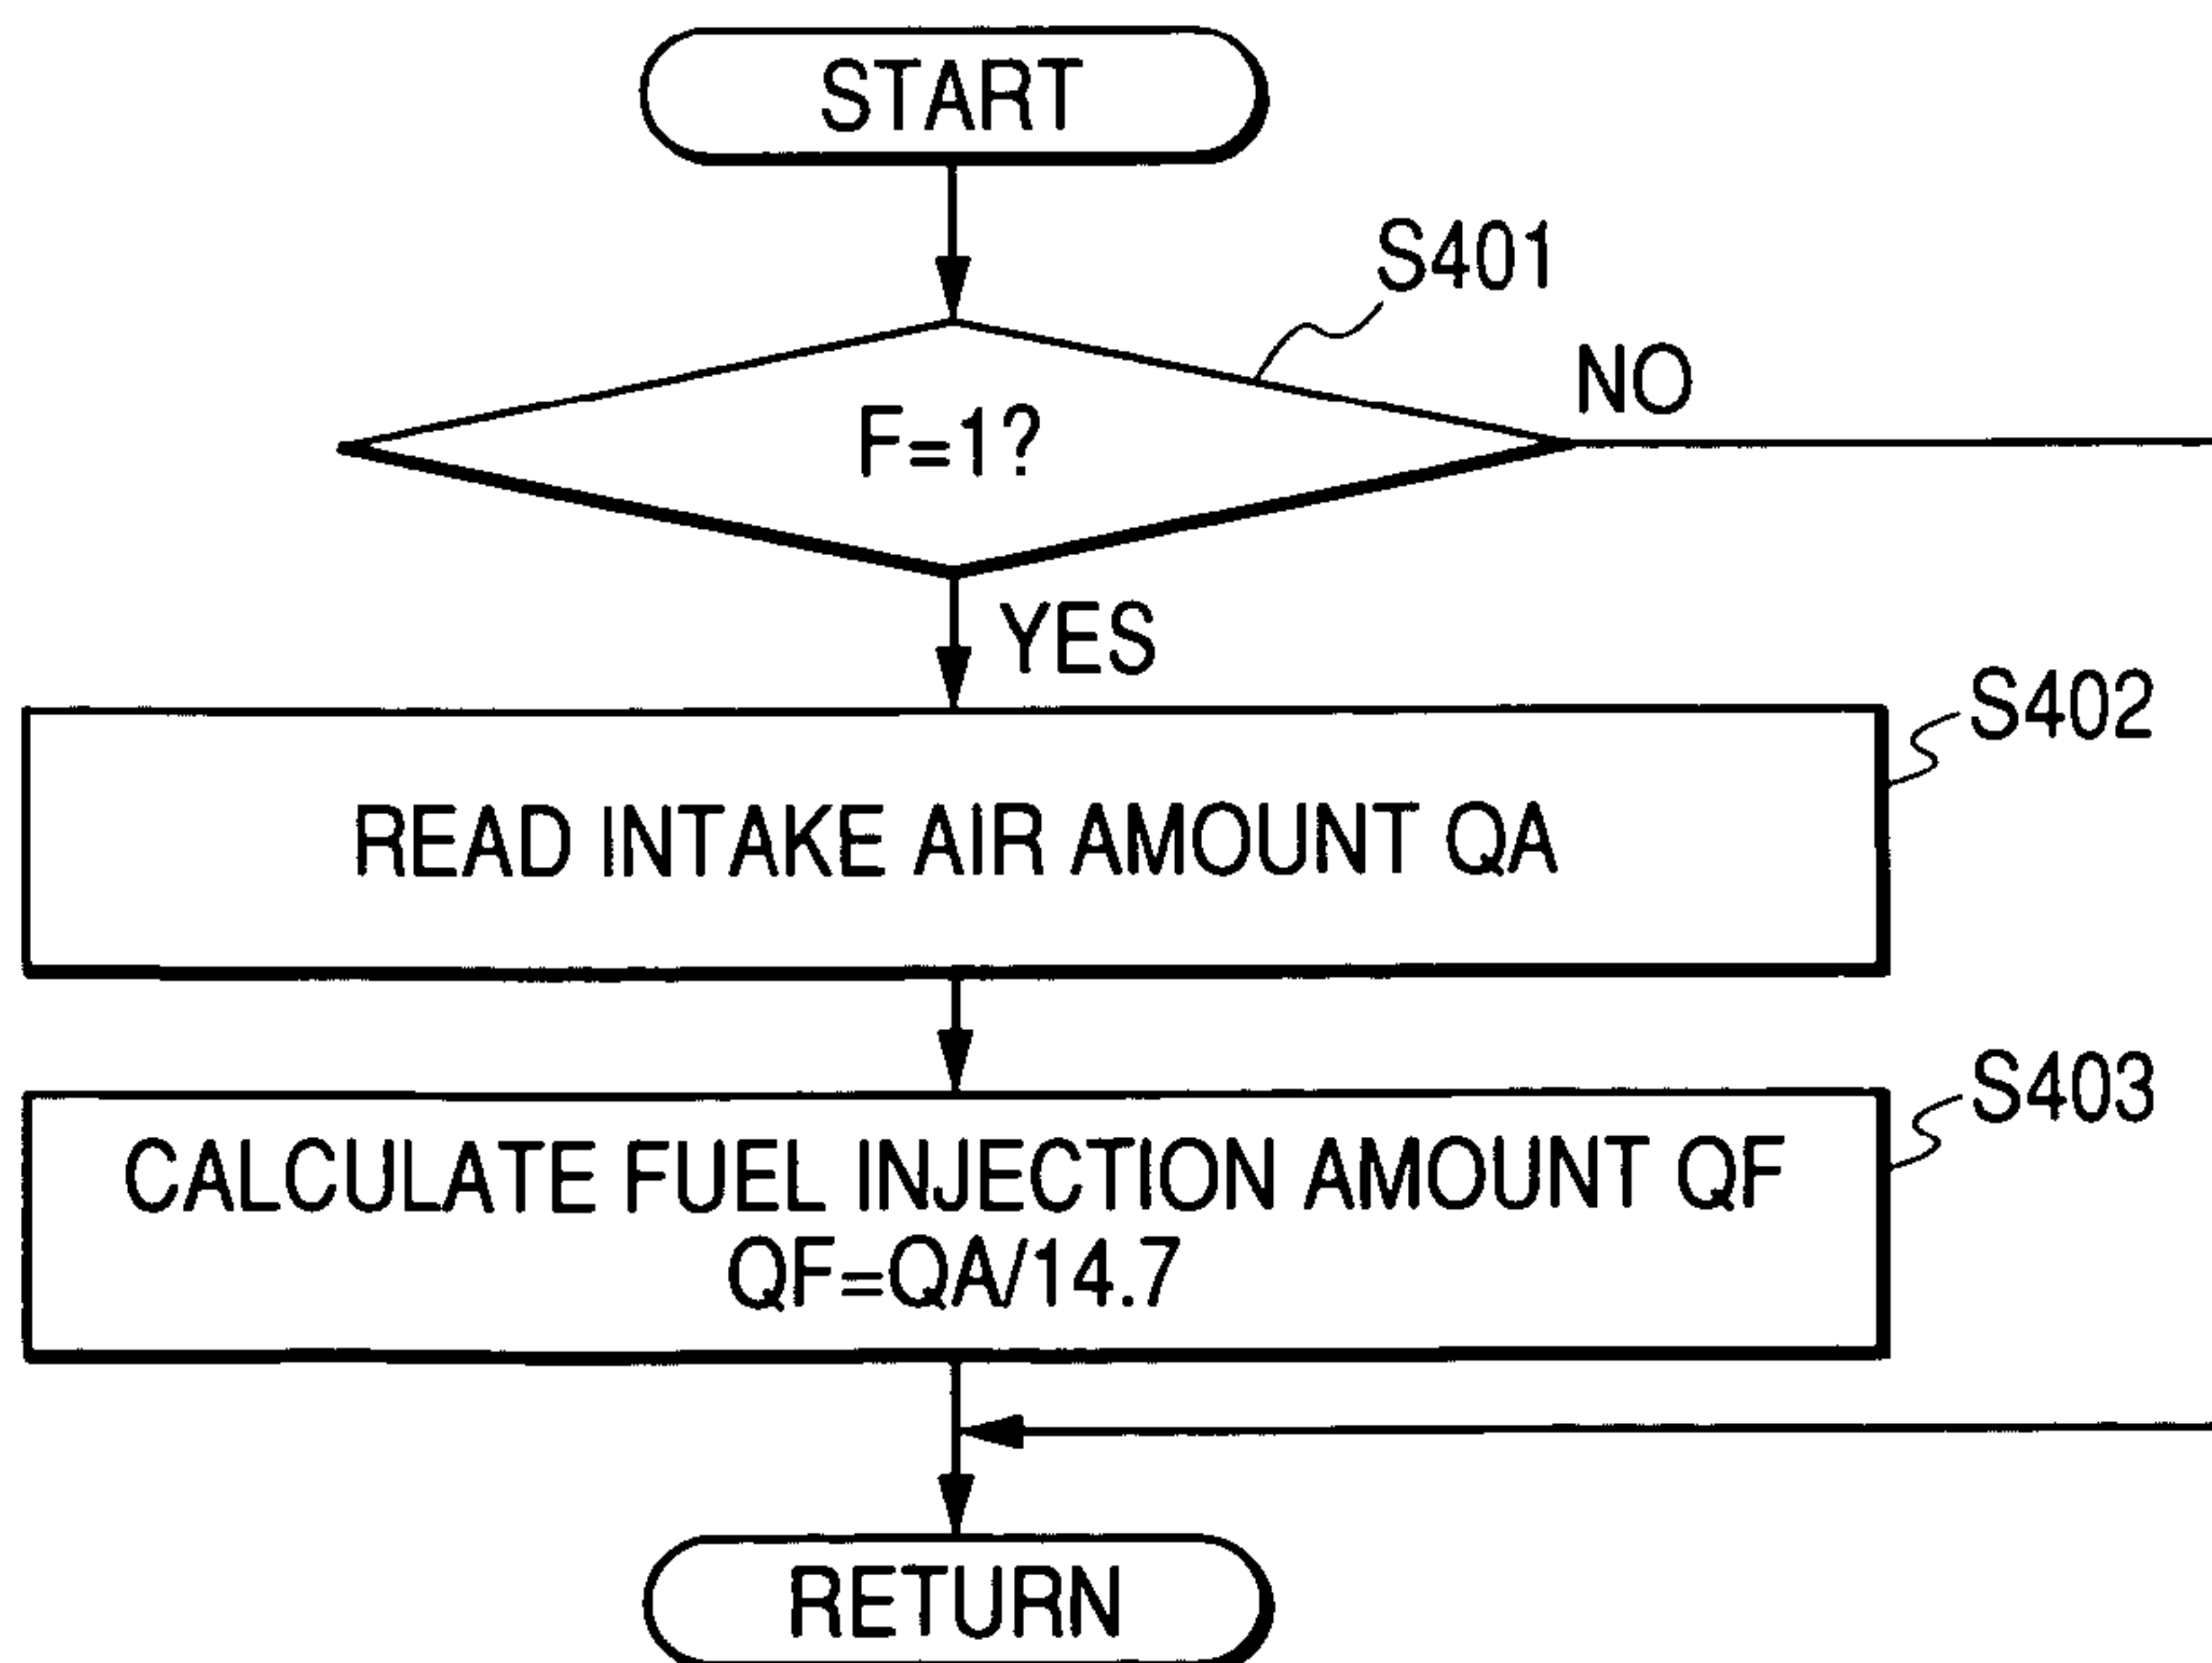 START
S401
F=1?
NO
YES
S402
READ INTAKE AIR AMOUNT QA
S403
CALCULATE FUEL INJECTION AMOUNT QF
QF=QA/14.7
RETURN